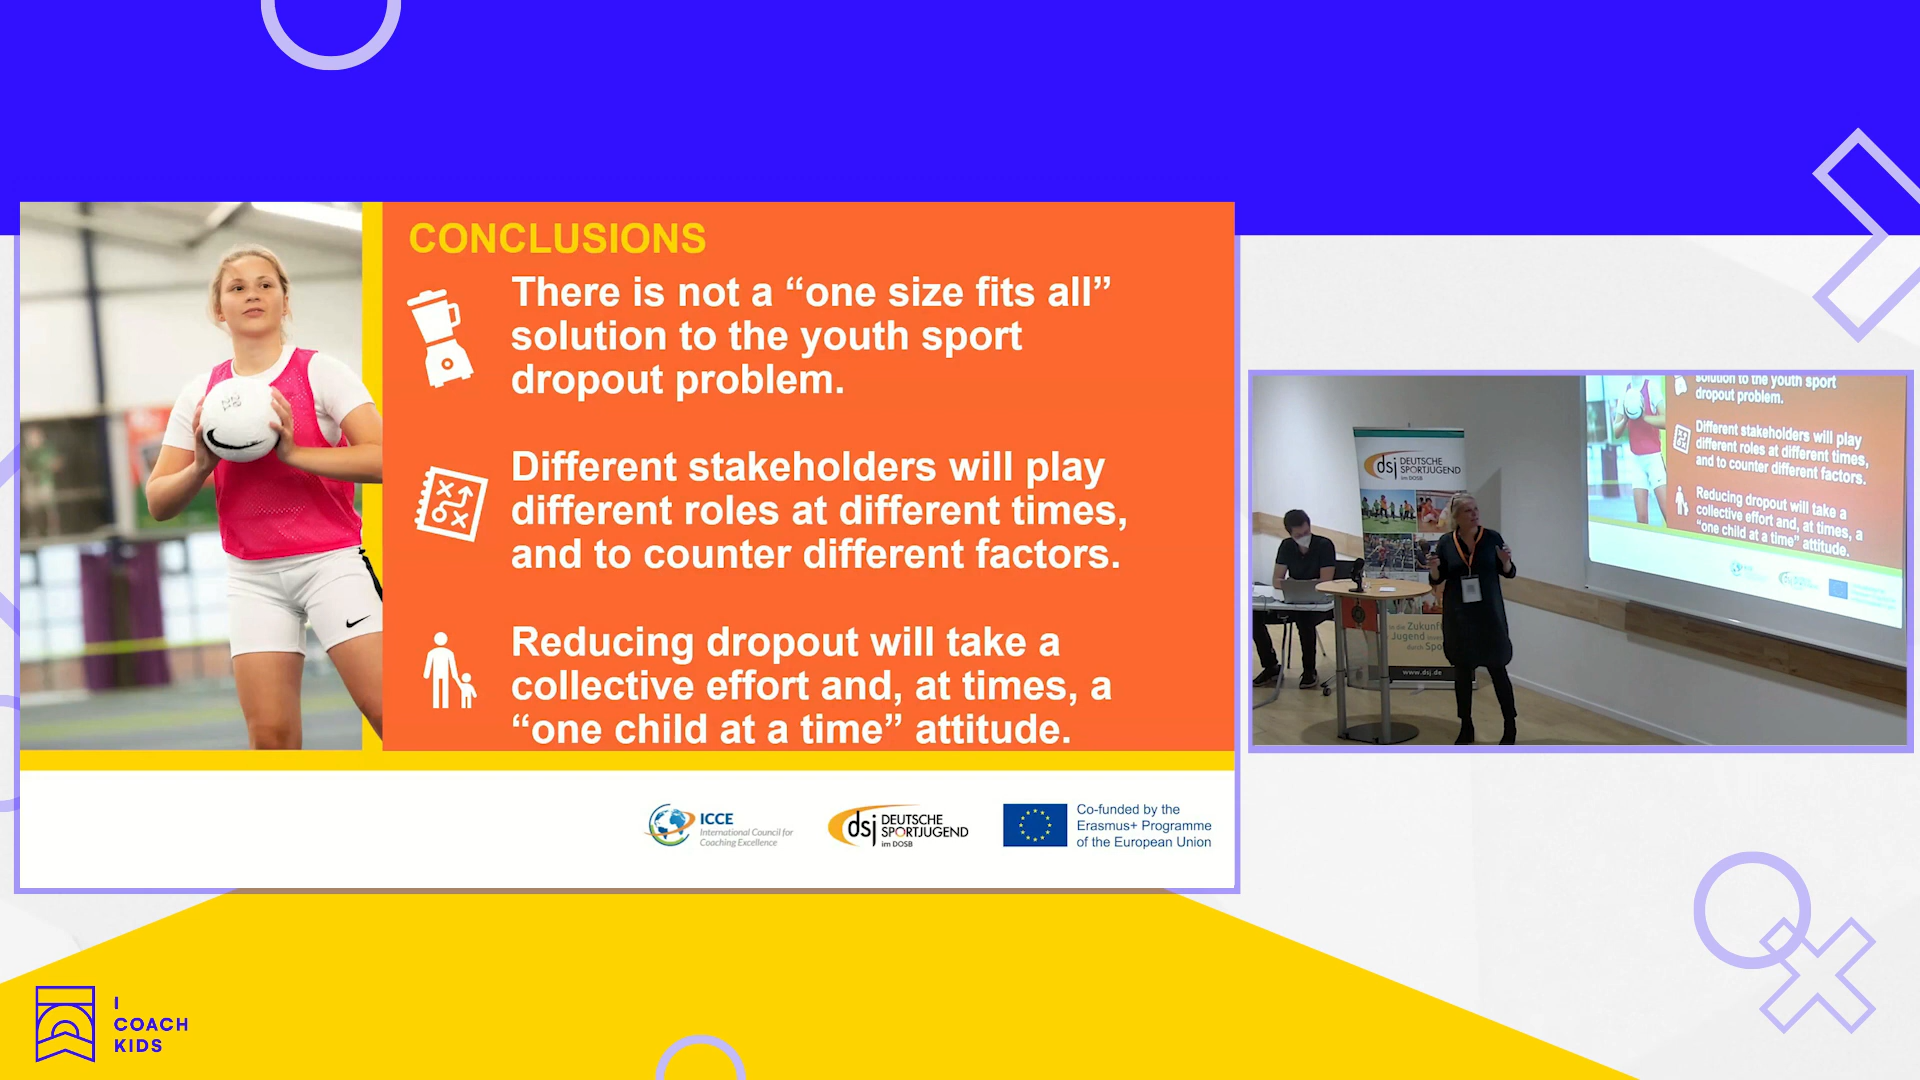 CONCLUSIONS
There is not a “one size fits all”
solution to the youth sport
dropout problem.
Different stakeholders will play
different roles at different times,
and to counter different factors.
Reducing dropout will take a
collective effort and, at times, a
“one child at a time” attitude.
ICCE
International Council for
Coaching Excellence
dsj DEUTSCHE
SPORTJUGEND
im DOSB
Co-funded by the
Erasmus+ Programme
of the European Union
dsj DEUTSCHE
SPORTJUGEND
im DOSB
www.dsj.de
solution to the youth sport
dropout problem.
Different stakeholders will play
different roles at different times,
and to counter different factors.
Reducing dropout will take a
collective effort and, at times, a
“one child at a time” attitude.
I
COACH
KIDS